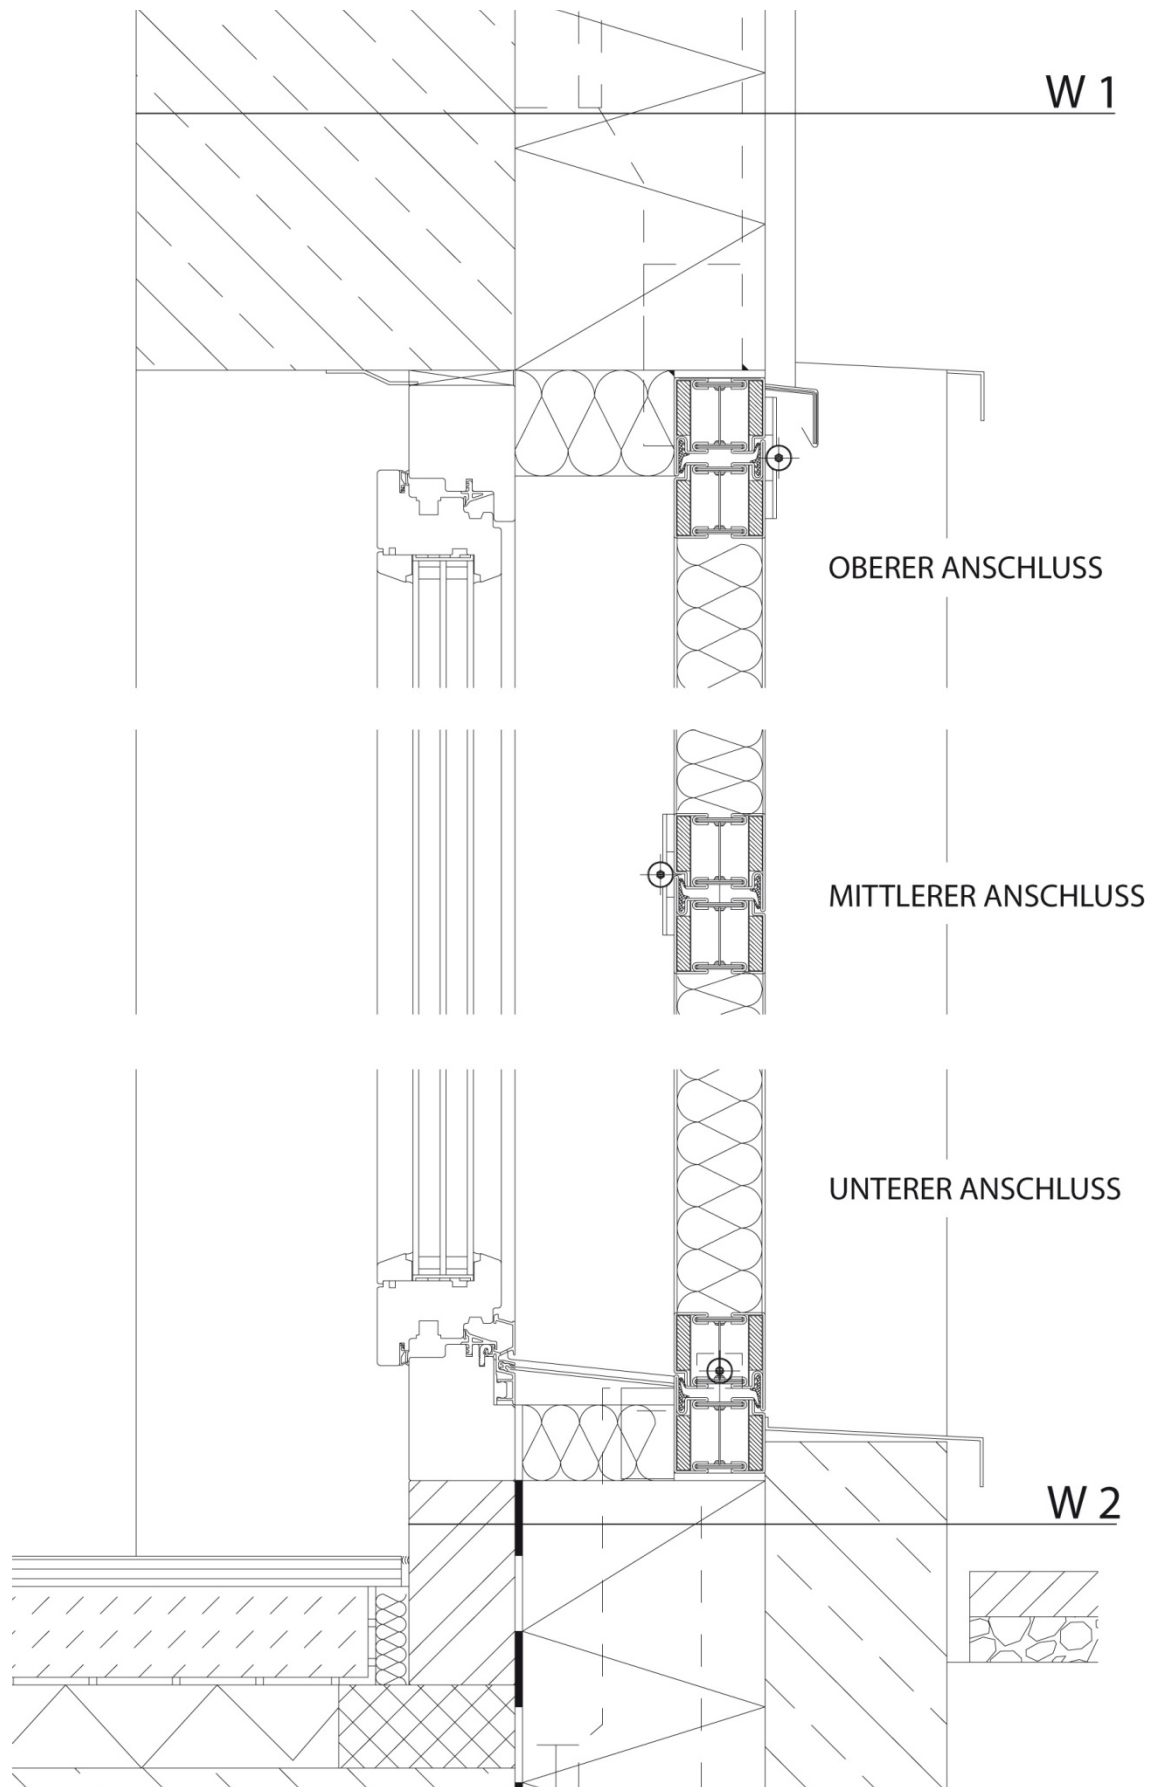 W 1
OBERER ANSCHLUSS
MITTLERER ANSCHLUSS
UNTERER ANSCHLUSS
W 2